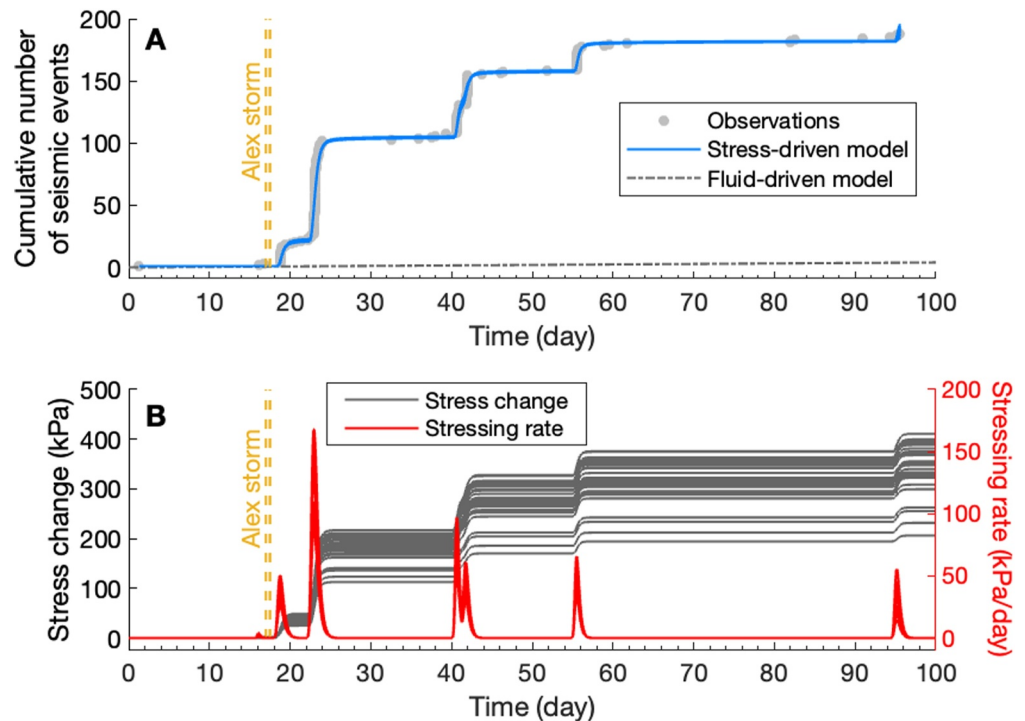 A
Cumulative number
of seismic events
200
150
100
50
0
Alex storm
Observations
Stress-driven model
Fluid-driven model
0 10 20 30 40 50 60 70 80 90 100
Time (day)
B
Stress change (kPa)
500
400
300
200
100
0
Alex storm
Stress change
Stressing rate
200
150
100
50
0
Stressing rate (kPa/day)
0 10 20 30 40 50 60 70 80 90 100
Time (day)